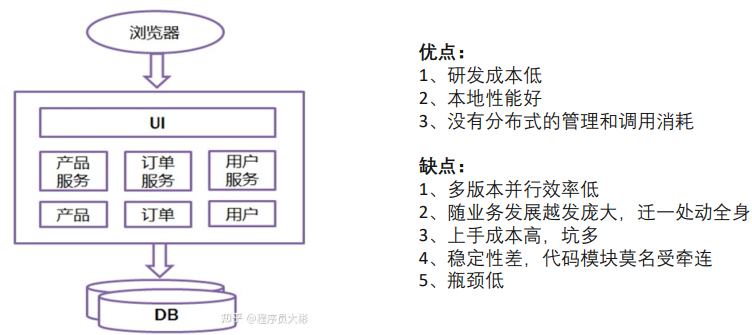 浏览器
UI
产品
服务
订单
服务
用户
服务
产品
订单
用户
DB
知乎 @程序员大彬
优点：
1、研发成本低
2、本地性能好
3、没有分布式的管理和调用消耗
缺点：
1、多版本并行效率低
2、随业务发展越发庞大，迁一处动全身
3、上手成本高，坑多
4、稳定性差，代码模块莫名受牵连
5、瓶颈低